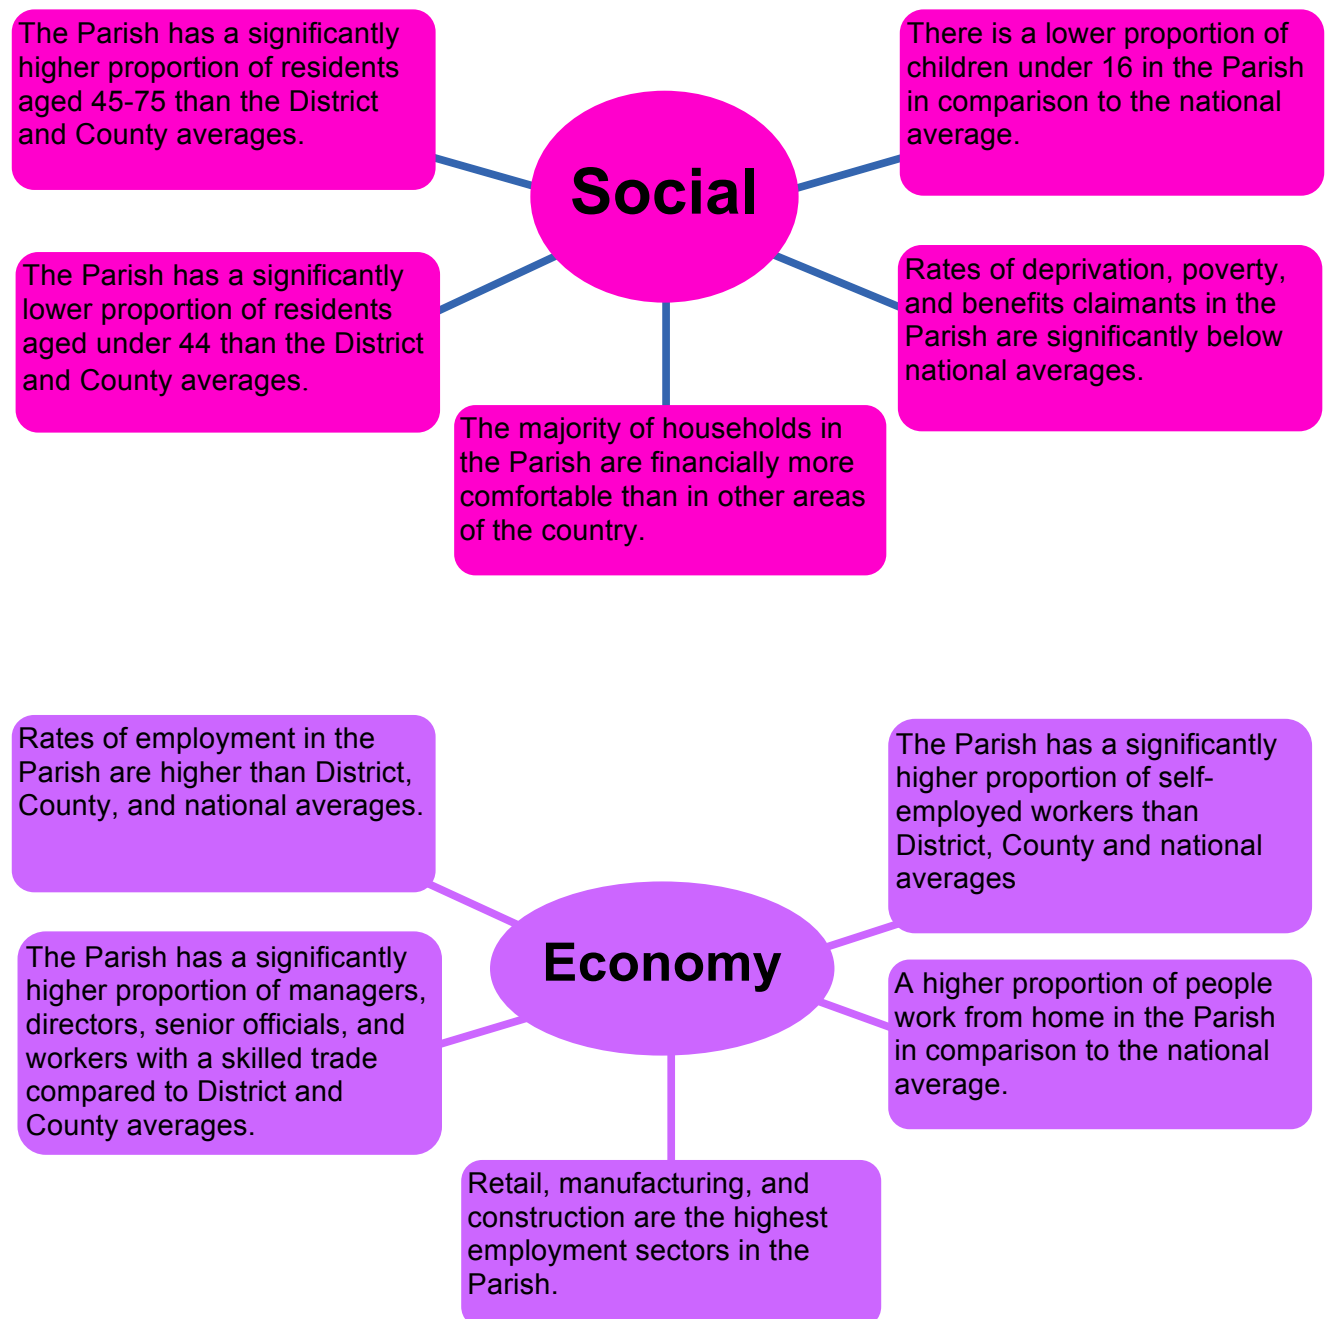 The Parish has a significantly
higher proportion of residents
aged 45-75 than the District
and County averages.
There is a lower proportion of
children under 16 in the Parish
in comparison to the national
average.
Social
The Parish has a significantly
lower proportion of residents
aged under 44 than the District
and County averages.
Rates of deprivation, poverty,
and benefits claimants in the
Parish are significantly below
national averages.
The majority of households in
the Parish are financially more
comfortable than in other areas
of the country.
Rates of employment in the
Parish are higher than District,
County, and national averages.
The Parish has a significantly
higher proportion of self-
employed workers than
District, County and national
averages
Economy
The Parish has a significantly
higher proportion of managers,
directors, senior officials, and
workers with a skilled trade
compared to District and
County averages.
A higher proportion of people
work from home in the Parish
in comparison to the national
average.
Retail, manufacturing, and
construction are the highest
employment sectors in the
Parish.